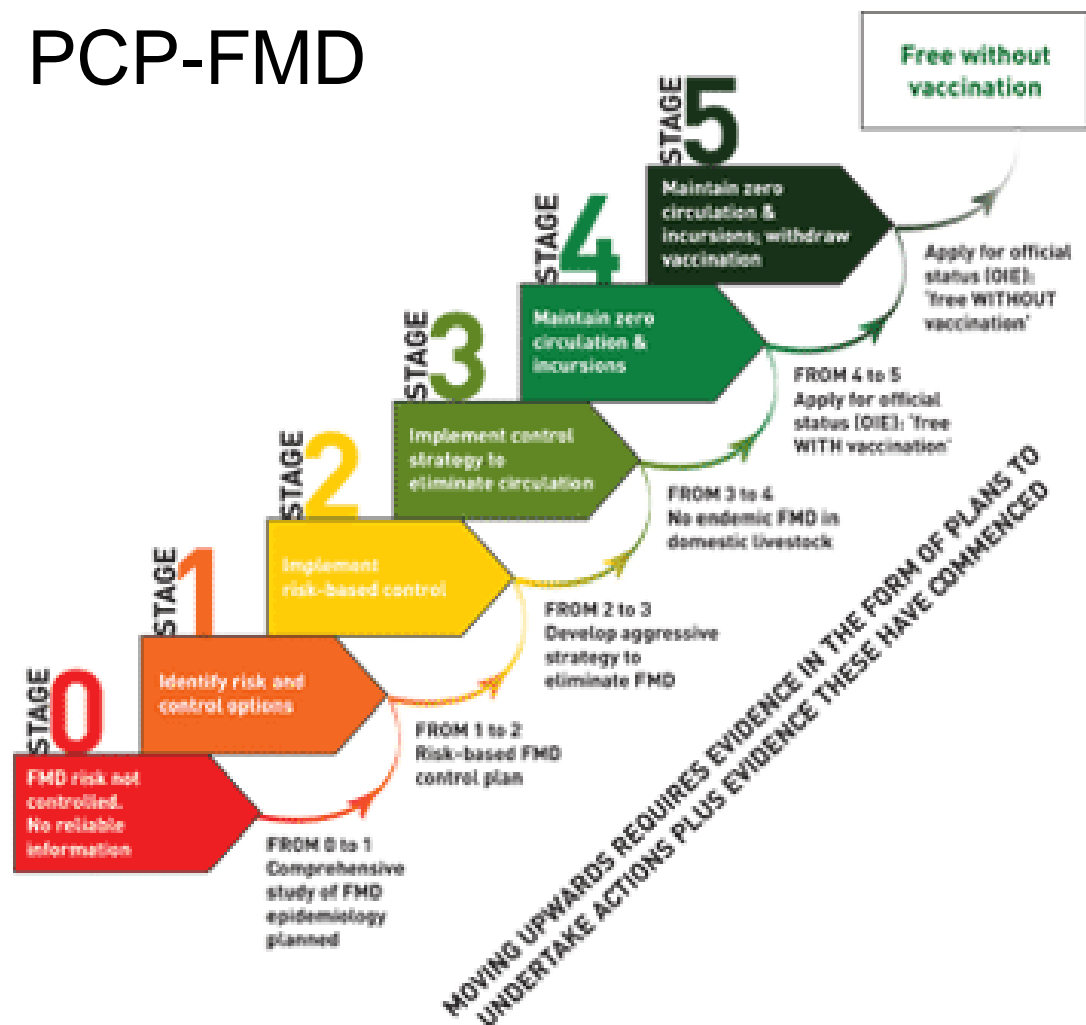 PCP-FMD
Free without
vaccination
STAGE 5
Maintain zero
circulation &
incursions; withdraw
vaccination
Apply for official
status (OIE):
'free WITHOUT
vaccination'
STAGE 4
Maintain zero
circulation &
incursions
FROM 4 to 5
Apply for official
status (OIE): 'free
WITH vaccination'
STAGE 3
Implement control
strategy to
eliminate circulation
FROM 3 to 4
No endemic FMD in
domestic livestock
STAGE 2
Implement
risk-based control
FROM 2 to 3
Develop aggressive
strategy to
eliminate FMD
STAGE 1
Identify risk and
control options
FROM 1 to 2
Risk-based FMD
control plan
STAGE 0
FMD risk not
controlled.
No reliable
information
FROM 0 to 1
Comprehensive
study of FMD
epidemiology
planned
MOVING UPWARDS REQUIRES EVIDENCE IN THE FORM OF PLANS TO
UNDERTAKE ACTIONS PLUS EVIDENCE THESE HAVE COMMENCED